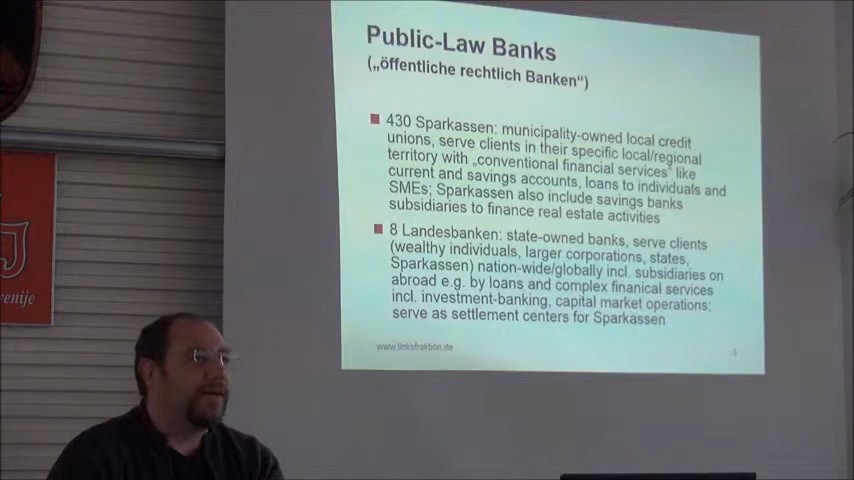 Public-Law Banks
(„öffentliche rechtlich Banken“)
430 Sparkassen: municipality-owned local credit
unions, serve clients in their specific local/regional
territory with „conventional financial services“ like
current and savings accounts, loans to individuals and
SMEs; Sparkassen also include savings banks
subsidiaries to finance real estate activities
8 Landesbanken: state-owned banks, serve clients
(wealthy individuals, larger corporations, states,
Sparkassen) nation-wide/globally incl. subsidiaries on
abroad e.g. by loans and complex finanical services
incl. investment-banking, capital market operations;
serve as settlement centers for Sparkassen
www.linksfraktion.de
venije